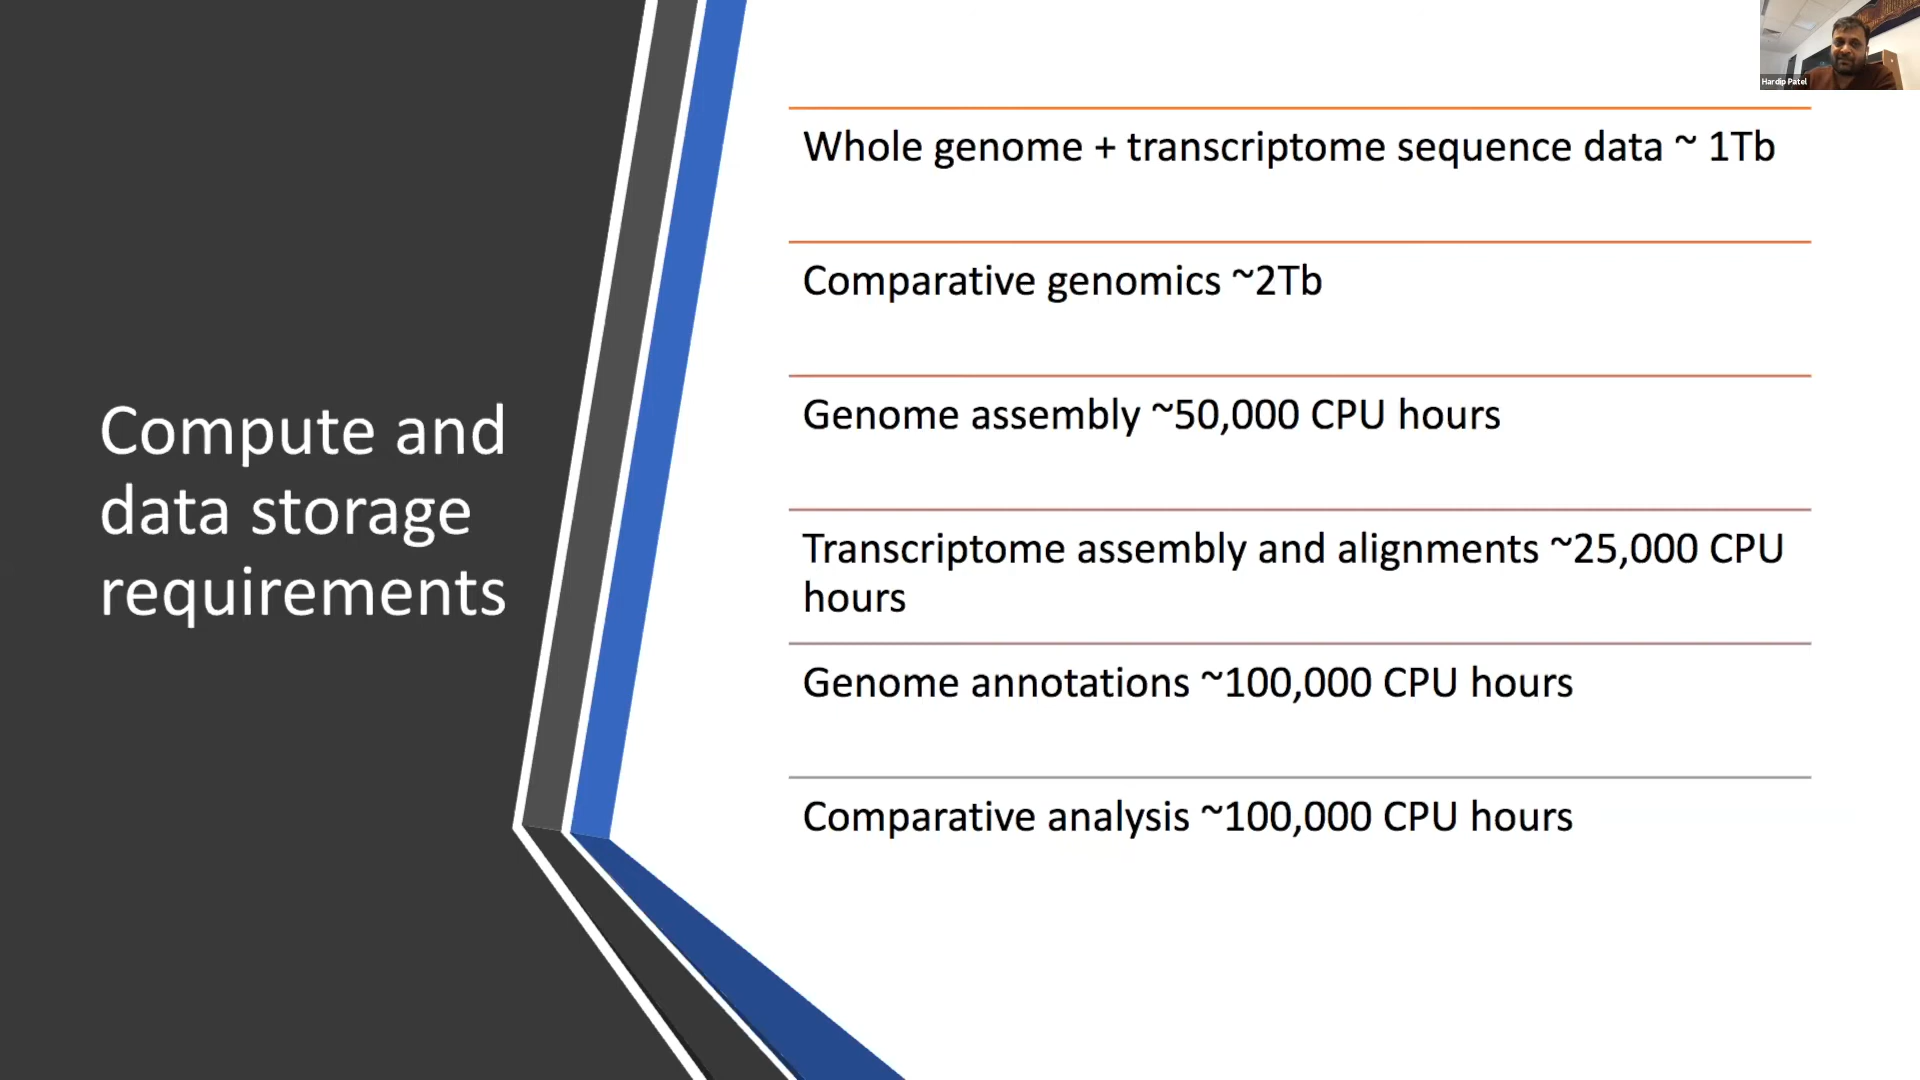 Hardip Patel
Compute and
data storage
requirements
Whole genome + transcriptome sequence data ~ 1Tb
Comparative genomics ~2Tb
Genome assembly ~50,000 CPU hours
Transcriptome assembly and alignments ~25,000 CPU
hours
Genome annotations ~100,000 CPU hours
Comparative analysis ~100,000 CPU hours